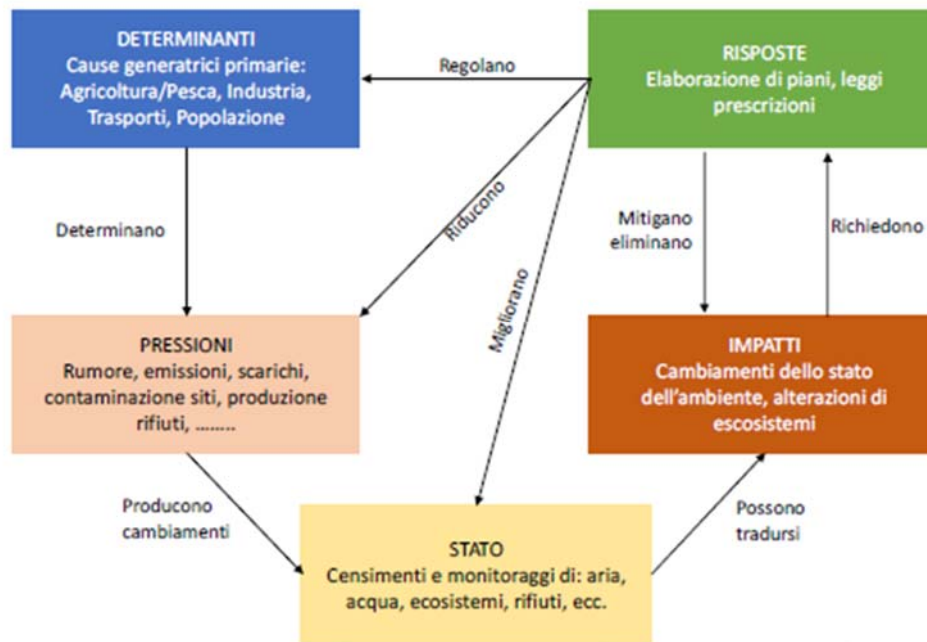 DETERMINANTI
Cause generatrici primarie:
Agricoltura/Pesca, Industria,
Trasporti, Popolazione
Regolano
RISPOSTE
Elaborazione di piani, leggi
prescrizioni
Determinano
Riducono
Migliorano
Mitigano
eliminano
Richiedono
PRESSIONI
Rumore, emissioni, scarichi,
contaminazione siti, produzione
rifiuti, ........
IMPATTI
Cambiamenti dello stato
dell'ambiente, alterazioni di
escosistemi
Producono
cambiamenti
Possono
tradursi
STATO
Censimenti e monitoraggi di: aria,
acqua, ecosistemi, rifiuti, ecc.